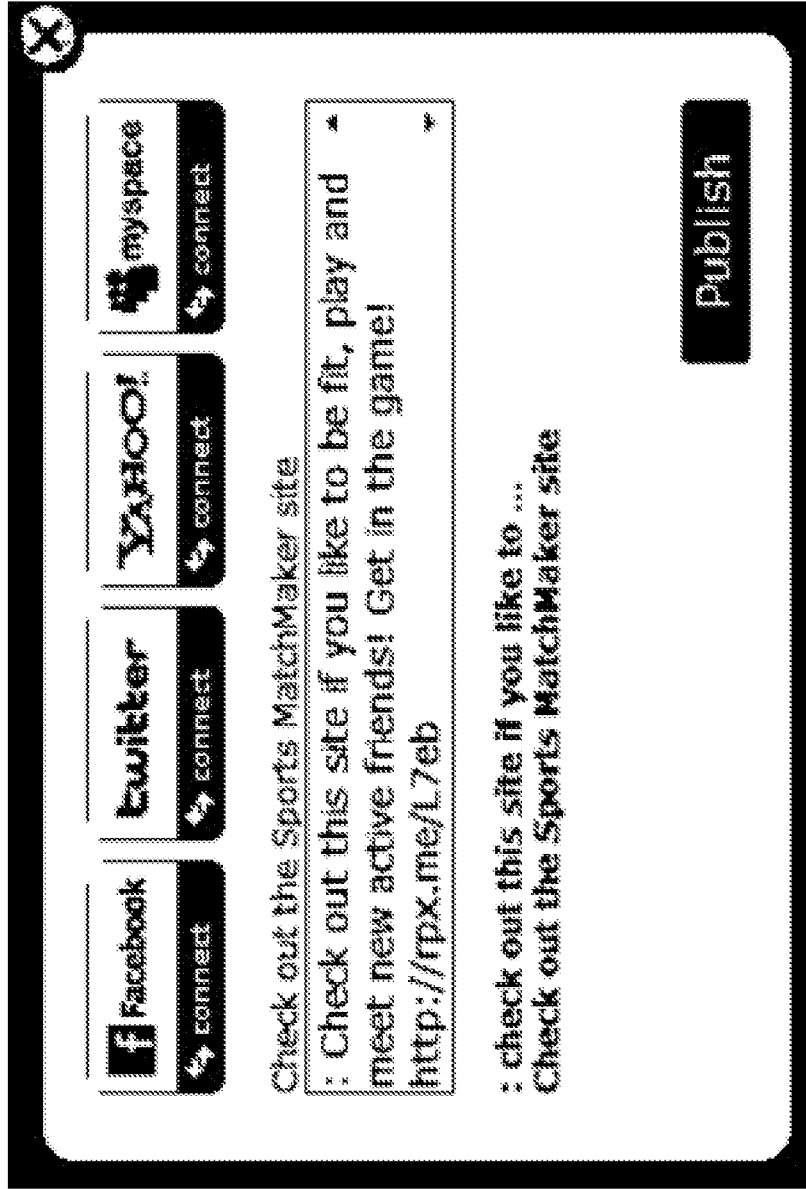 Facebook twitter YAHOO! myspace
connect connect connect connect
Check out the Sports MatchMaker site
: Check out this site if you like to be fit, play and
meet new active friends! Get in the game!
http://rpx.me/L7eb
: check out this site if you like to ...
Check out the Sports MatchMaker site
Publish